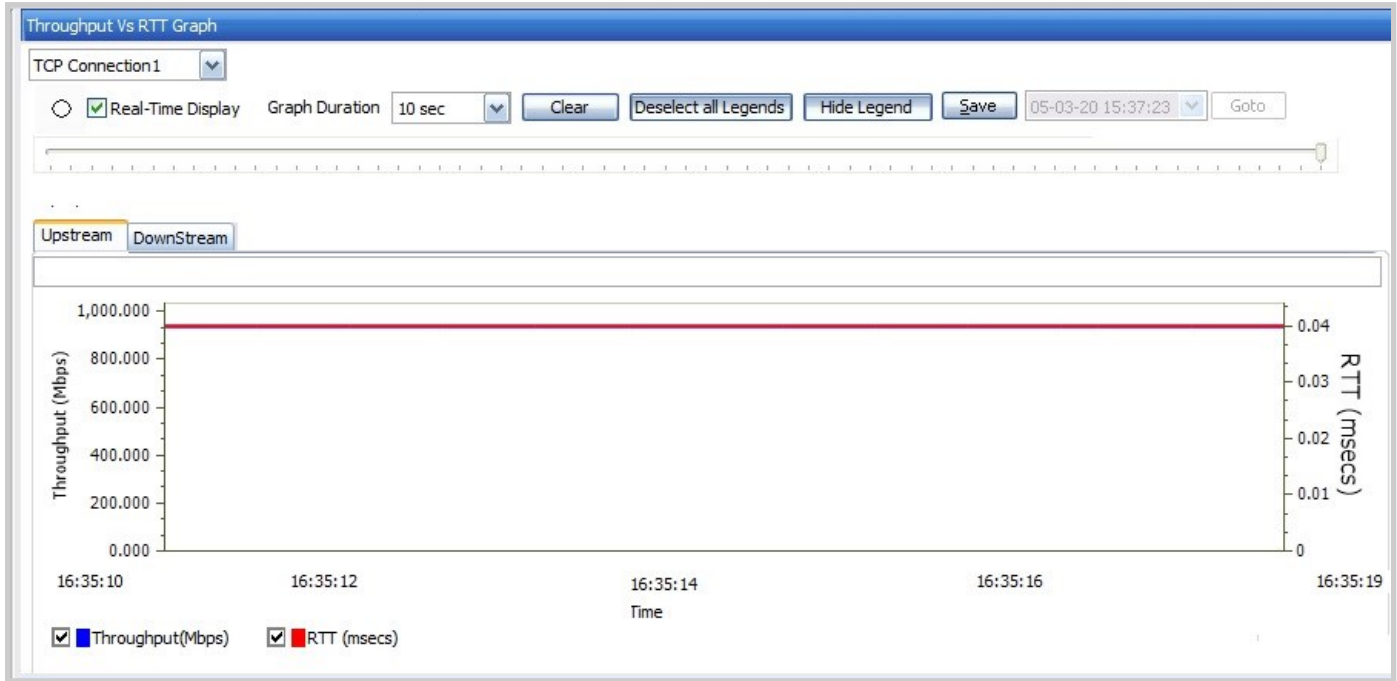 Throughput Vs RTT Graph
TCP Connection1
Real-Time Display Graph Duration 10 sec Clear Deselect all Legends Hide Legend Save 05-03-20 15:37:23 Goto
Upstream DownStream
1,000.000
800.000
600.000
400.000
200.000
0.000
Throughput (Mbps)
0.04
0.03
0.02
0.01
0
RTT (msecs)
16:35:10 16:35:12 16:35:14 16:35:16 16:35:19
Time
Throughput(Mbps) RTT (msecs)